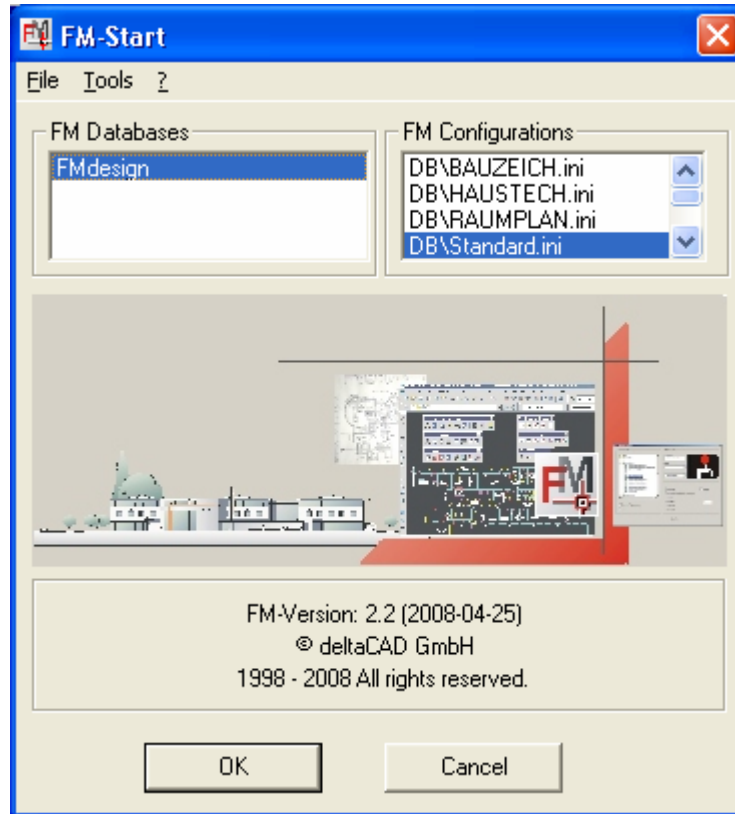 FM-Start
File Tools ?
FM Databases
FMdesign
FM Configurations
DB\BAUZEICH.ini
DB\HAUSTECH.ini
DB\RAUMPLAN.ini
DB\Standard.ini
FM
FM-Version: 2.2 (2008-04-25)
© deltaCAD GmbH
1998 - 2008 All rights reserved.
OK
Cancel